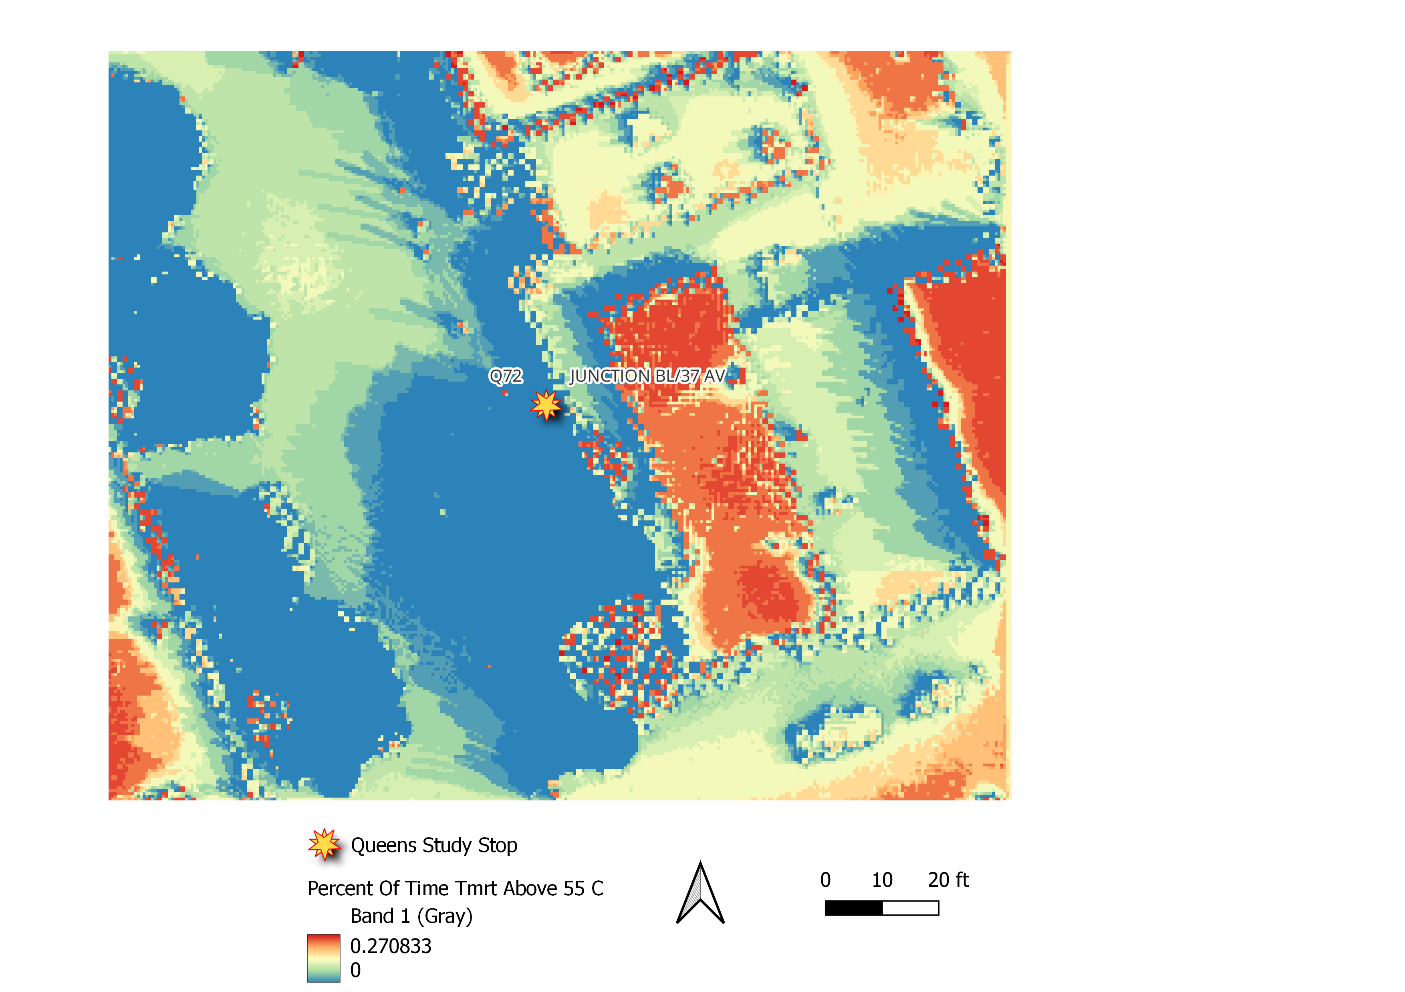 Q72 JUNCTION BL/37 AV
Queens Study Stop
Percent Of Time Tmrt Above 55 C
Band 1 (Gray)
0.270833
0
0 10 20 ft